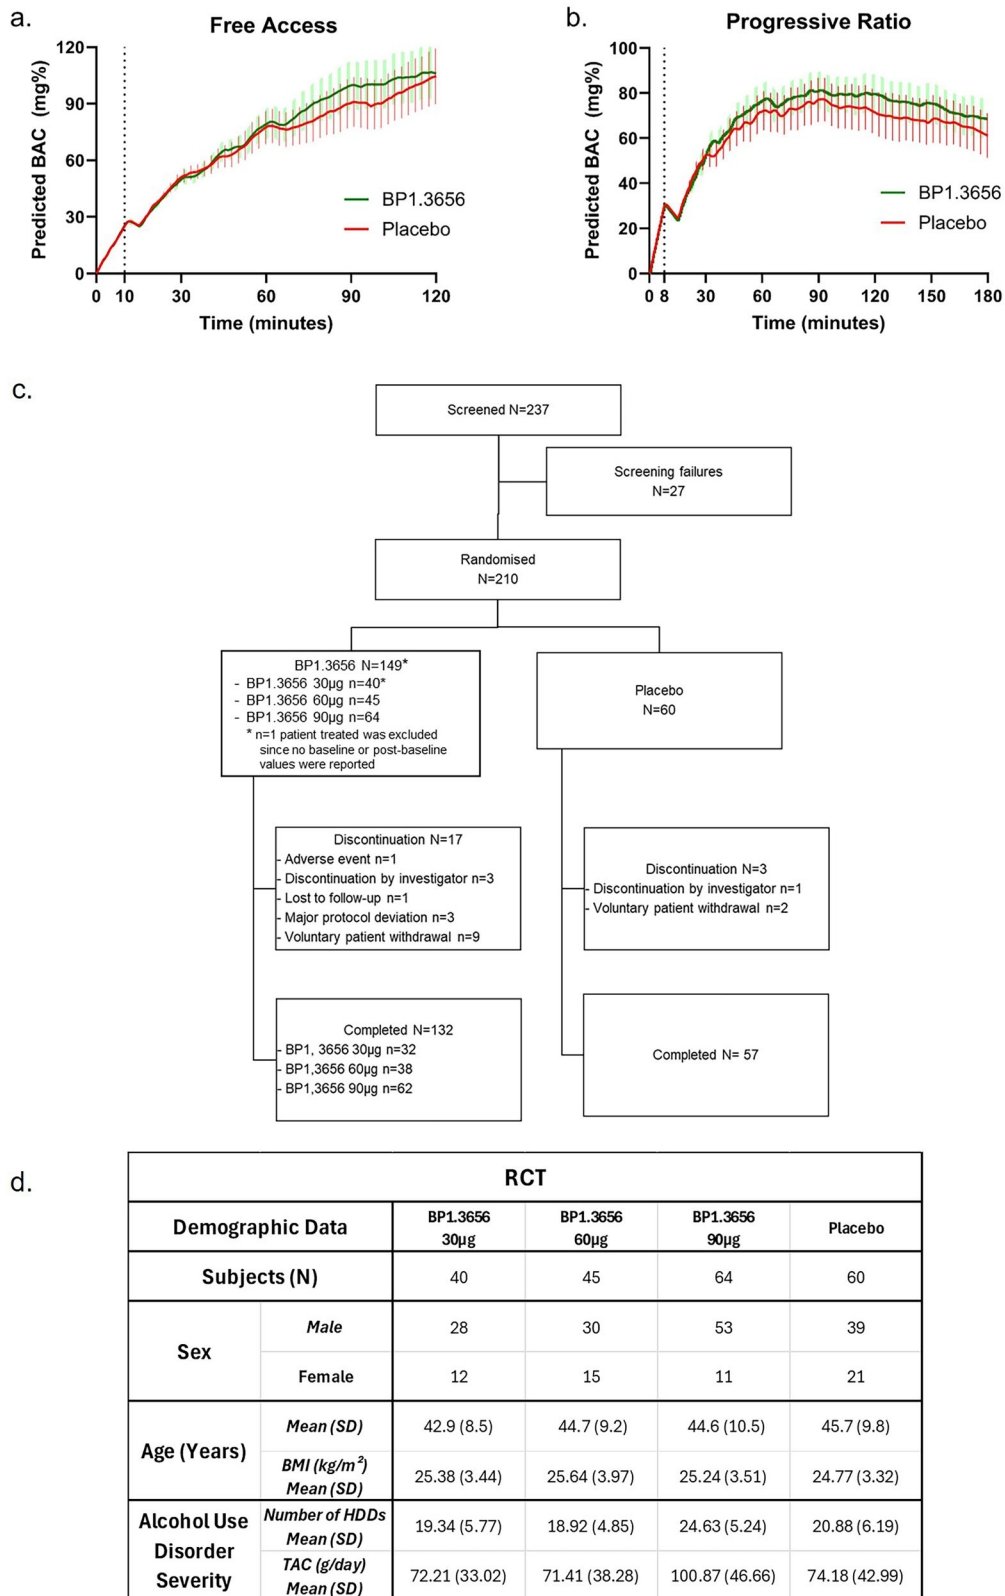 a.
Free Access
120
90
60
30
0
Predicted BAC (mg%)
BP1.3656
Placebo
0 10 30 60 90 120
Time (minutes)
b.
Progressive Ratio
100
80
60
40
20
0
Predicted BAC (mg%)
BP1.3656
Placebo
0 8 30 60 90 120 150 180
Time (minutes)
c.
Screened N=237
Screening failures
N=27
Randomised
N=210
BP1.3656 N=149*
- BP1.3656 30µg n=40*
- BP1.3656 60µg n=45
- BP1.3656 90µg n=64
* n=1 patient treated was excluded
since no baseline or post-baseline
values were reported
Placebo
N=60
Discontinuation N=17
- Adverse event n=1
- Discontinuation by investigator n=3
- Lost to follow-up n=1
- Major protocol deviation n=3
- Voluntary patient withdrawal n=9
Discontinuation N=3
- Discontinuation by investigator n=1
- Voluntary patient withdrawal n=2
Completed N=132
- BP1, 3656 30µg n=32
- BP1,3656 60µg n=38
- BP1,3656 90µg n=62
Completed N= 57
d.
RCT
Demographic Data
BP1.3656
30µg
BP1.3656
60µg
BP1.3656
90µg
Placebo
Subjects (N) 40 45 64 60
Sex
Male 28 30 53 39
Female 12 15 11 21
Age (Years)
Mean (SD) 42.9 (8.5) 44.7 (9.2) 44.6 (10.5) 45.7 (9.8)
BMI (kg/m²)
Mean (SD)
25.38 (3.44) 25.64 (3.97) 25.24 (3.51) 24.77 (3.32)
Alcohol Use
Disorder
Severity
Number of HDDs
Mean (SD)
19.34 (5.77) 18.92 (4.85) 24.63 (5.24) 20.88 (6.19)
TAC (g/day)
Mean (SD)
72.21 (33.02) 71.41 (38.28) 100.87 (46.66) 74.18 (42.99)